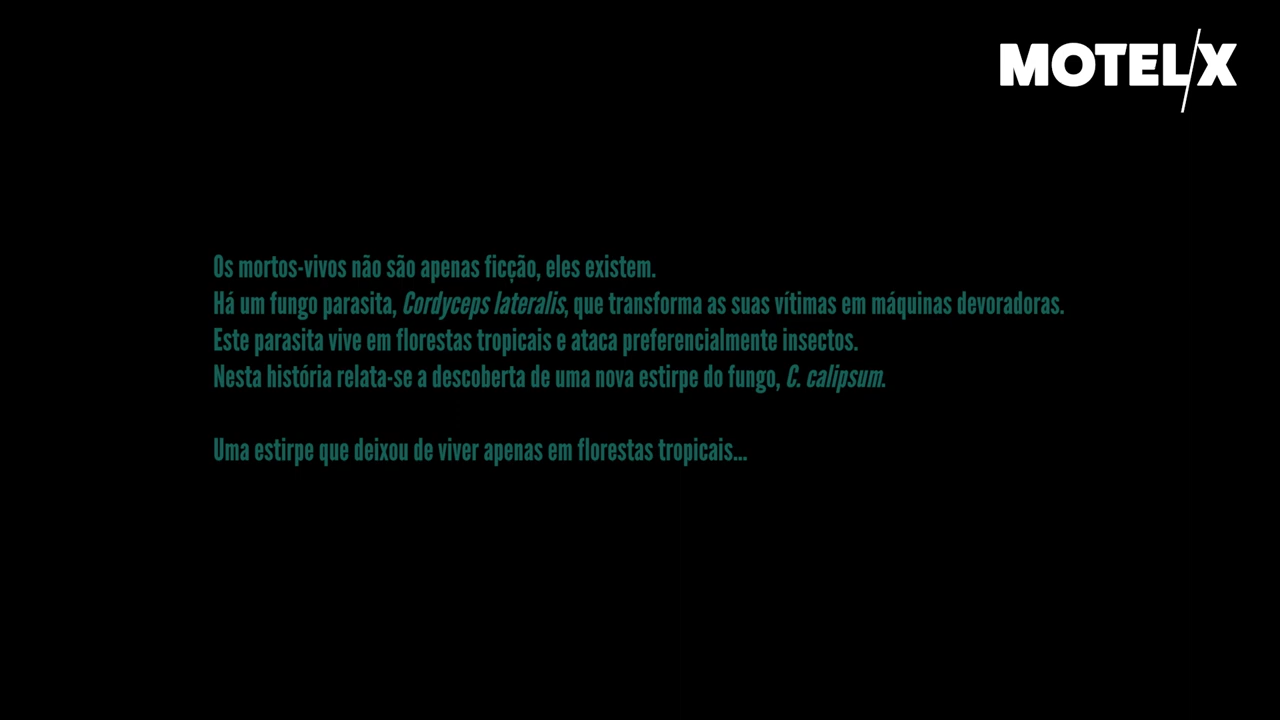 MOTEL/X
Os mortos-vivos não são apenas ficção, eles existem.
Há um fungo parasita, Cordyceps lateralis, que transforma as suas vítimas em máquinas devoradoras.
Este parasita vive em florestas tropicais e ataca preferencialmente insectos.
Nesta história relata-se a descoberta de uma nova estirpe do fungo, C. calipsum.
Uma estirpe que deixou de viver apenas em florestas tropicais...